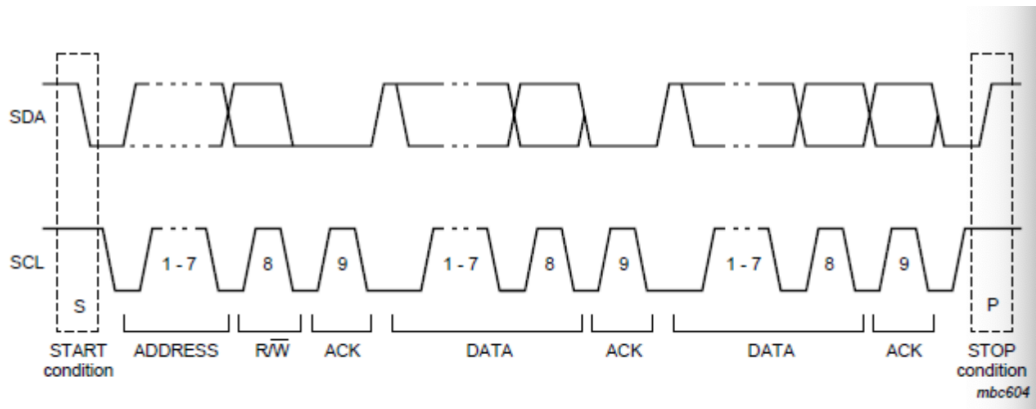 SDA
SCL
1 - 7
8
9
1 - 7
8
9
1 - 7
8
9
S
P
START
condition
ADDRESS
R/W̅
ACK
DATA
ACK
DATA
ACK
STOP
condition
mbc604